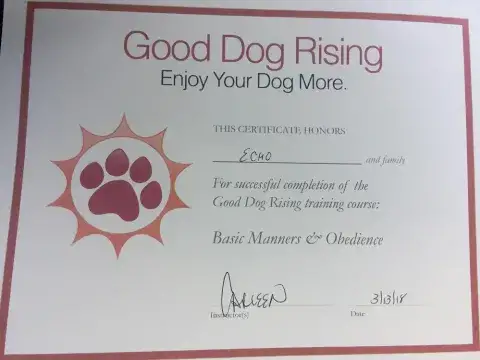 Good Dog Rising
Enjoy Your Dog More.
THIS CERTIFICATE HONORS
ECHO and family
For successful completion of the
Good Dog Rising training course:
Basic Manners & Obedience
3/13/18
Instructor(s) Date